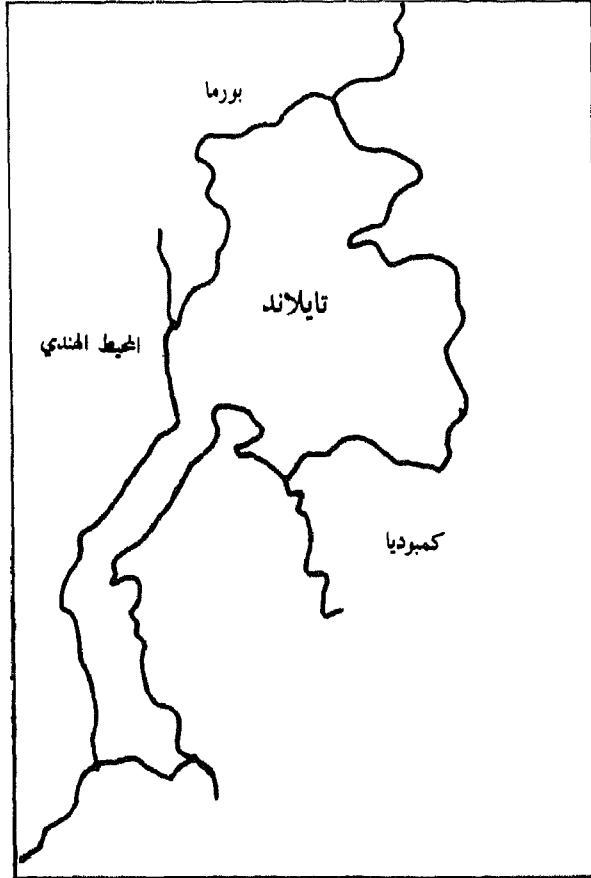 بورما
تايلاند
المحيط الهندي
كمبوديا